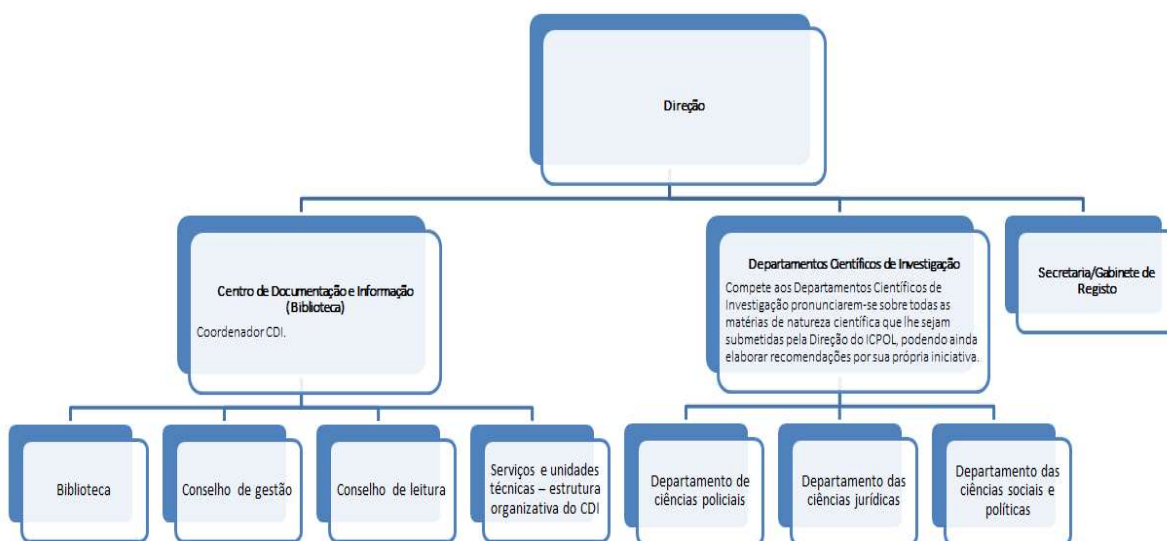 Direção
Centro de Documentação e Informação
(Biblioteca)
Coordenador CDI.
Departamentos Científicos de Investigação
Compete aos Departamentos Científicos de
Investigação pronunciarem-se sobre todas as
matérias de natureza científica que lhe sejam
submetidas pela Direção do ICPOL, podendo ainda
elaborar recomendações por sua própria iniciativa.
Secretaria/Gabinete de
Registo
Biblioteca
Conselho de gestão
Conselho de leitura
Serviços e unidades
técnicas – estrutura
organizativa do CDI
Departamento de
ciências policiais
Departamento das
ciências jurídicas
Departamento das
ciências sociais e
políticas